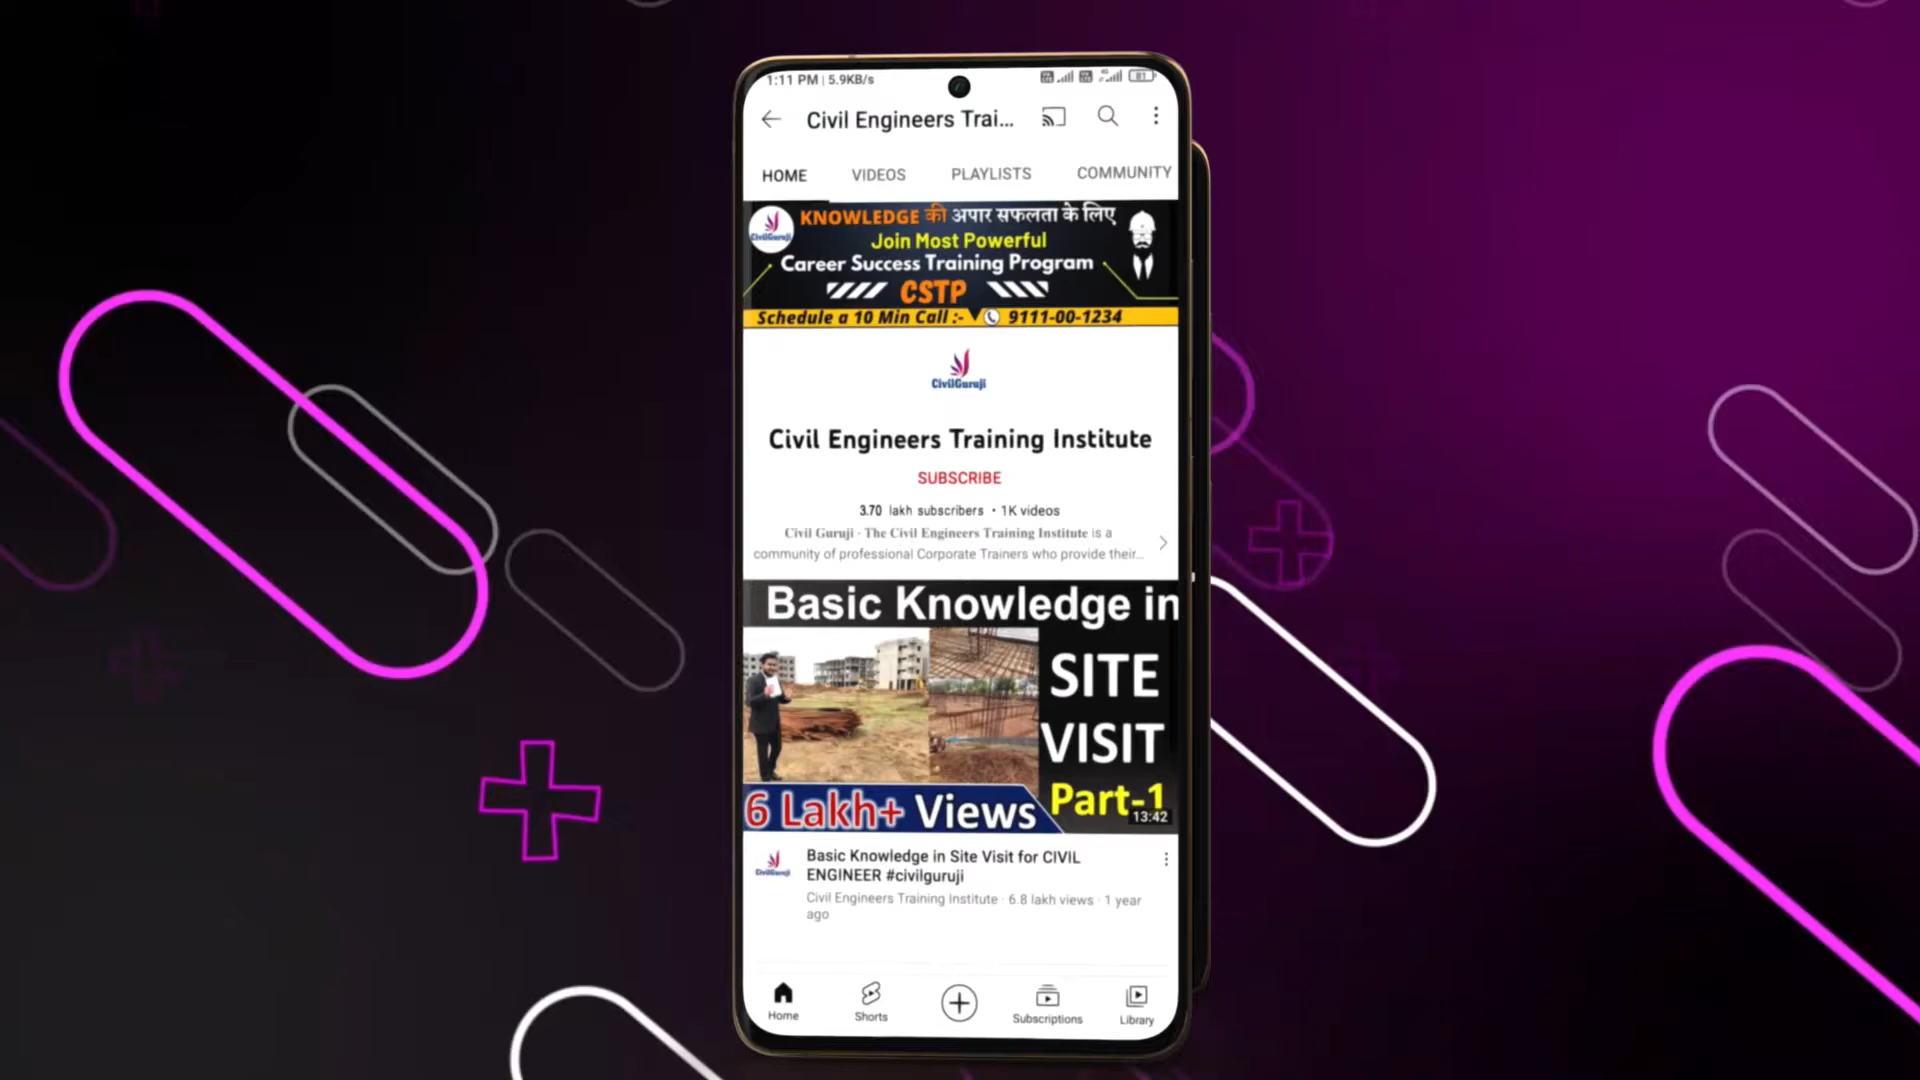 1:11 PM | 5.9KB/s
81
Civil Engineers Trai...
HOME VIDEOS PLAYLISTS COMMUNITY
CivilGuruji
KNOWLEDGE की अपार सफलता के लिए
Join Most Powerful
Career Success Training Program
CSTP
Schedule a 10 Min Call :- 9111-00-1234
CivilGuruji
Civil Engineers Training Institute
SUBSCRIBE
3.70 lakh subscribers • 1K videos
Civil Guruji - The Civil Engineers Training Institute is a
community of professional Corporate Trainers who provide their...
Basic Knowledge in
SITE
VISIT
Part-1
6 Lakh+ Views
13:42
CivilGuruji
Basic Knowledge in Site Visit for CIVIL
ENGINEER #civilguruji
Civil Engineers Training Institute · 6.8 lakh views · 1 year
ago
Home Shorts Subscriptions Library